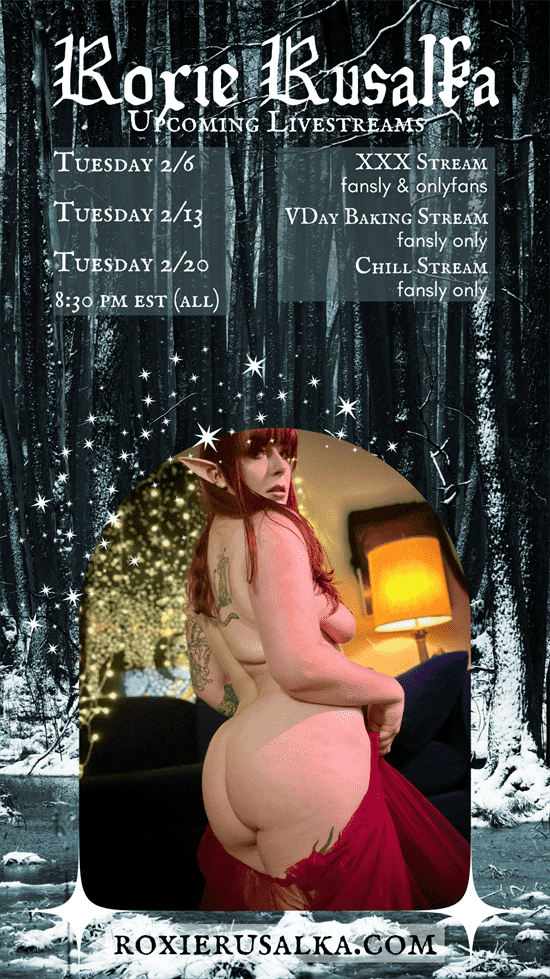 Roxie Rusalka
Upcoming Livestreams
Tuesday 2/6
XXX Stream
fansly & onlyfans
Tuesday 2/13
VDay Baking Stream
fansly only
Tuesday 2/20
Chill Stream
fansly only
8:30 pm est (all)
roxierusalka.com